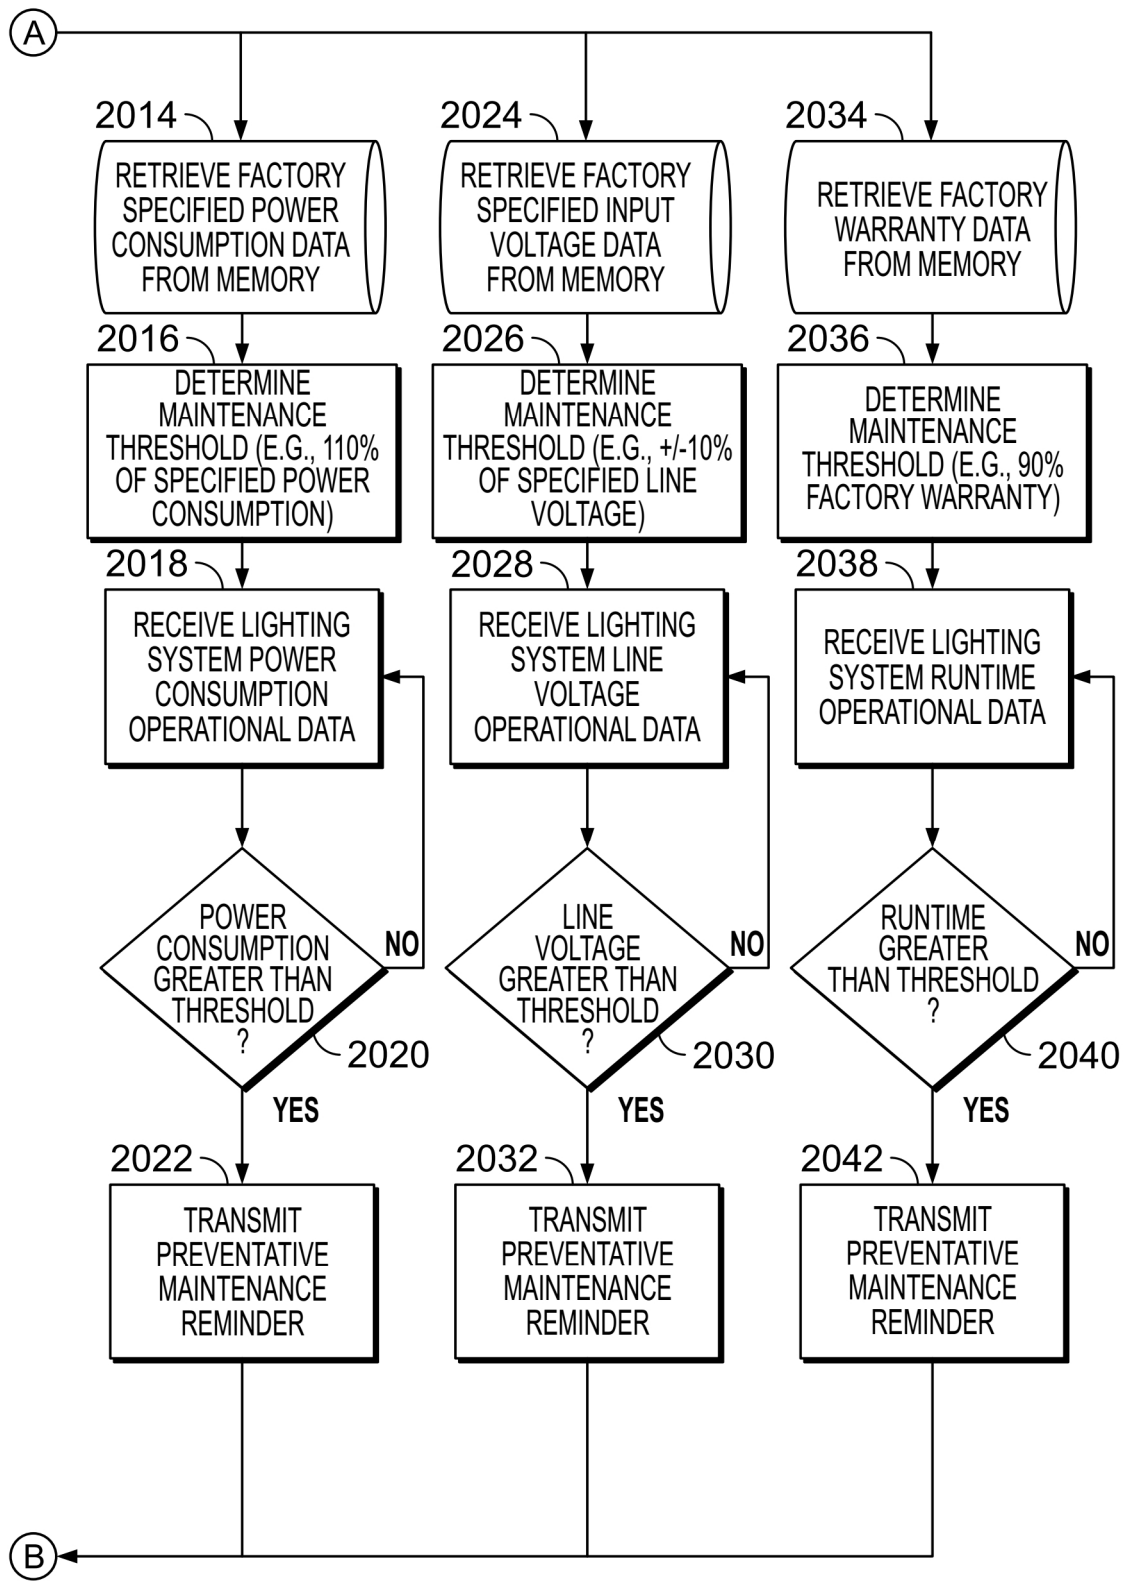 A
2014
RETRIEVE FACTORY
SPECIFIED POWER
CONSUMPTION DATA
FROM MEMORY
2016
DETERMINE
MAINTENANCE
THRESHOLD (E.G., 110%
OF SPECIFIED POWER
CONSUMPTION)
2018
RECEIVE LIGHTING
SYSTEM POWER
CONSUMPTION
OPERATIONAL DATA
POWER
CONSUMPTION
GREATER THAN
THRESHOLD
?
NO
2020
YES
2022
TRANSMIT
PREVENTATIVE
MAINTENANCE
REMINDER
2024
RETRIEVE FACTORY
SPECIFIED INPUT
VOLTAGE DATA
FROM MEMORY
2026
DETERMINE
MAINTENANCE
THRESHOLD (E.G., +/-10%
OF SPECIFIED LINE
VOLTAGE)
2028
RECEIVE LIGHTING
SYSTEM LINE
VOLTAGE
OPERATIONAL DATA
LINE
VOLTAGE
GREATER THAN
THRESHOLD
?
NO
2030
YES
2032
TRANSMIT
PREVENTATIVE
MAINTENANCE
REMINDER
2034
RETRIEVE FACTORY
WARRANTY DATA
FROM MEMORY
2036
DETERMINE
MAINTENANCE
THRESHOLD (E.G., 90%
FACTORY WARRANTY)
2038
RECEIVE LIGHTING
SYSTEM RUNTIME
OPERATIONAL DATA
RUNTIME
GREATER
THAN THRESHOLD
?
NO
2040
YES
2042
TRANSMIT
PREVENTATIVE
MAINTENANCE
REMINDER
B